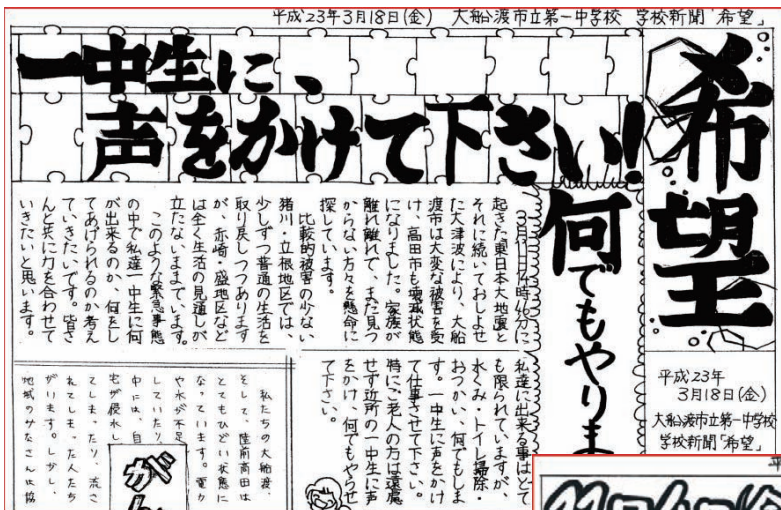 平成23年3月18日(金) 大船渡市立第一中学校 学校新聞「希望」
希望
平成23年
3月18日(金)
大船渡市立第一中学校
学校新聞「希望」
一中生に、
声をかけて下さい!
何でもやりま
3月11日14時46分に
起きた東日本大地震と
それに続いておしよせ
た大津波により、大船
渡市は大変な被害を受
け、高田市も壊滅状態
になりました。家族が
離れ離れで、まだ見つ
からない方々を懸命に
探しています。
比較的被害の少ない
猪川・立根地区では、
少しずつ普通の生活を
取り戻しつつあります
が、赤崎・盛地区など
は全く生活の見通しが
立たないままでいます。
このような緊急事態
の中で私達一中生に何
が出来るのか、何をし
てあげられるのか考え
ていきたいです。皆さ
んと共に力を合わせて
いきたいと思います。
私達に出来る事はとて
も限られていますが、
水くみ・トイレ掃除・
おつかい、何でもしま
す。一中生に声をかけ
て仕事させて下さい。
特にご老人の方は遠慮
せず近所の一中生に声
をかけ、何でもやらせ
て下さい。
私たちの大船渡、
そして、陸前高田は
とてもひどい状態に
なっています。電力
や水が不足
していたり、
中には、自
宅が浸水し
てしまったり、流さ
れてしまった人たち
がいます。しかし、
地域のみなさんは協
がん